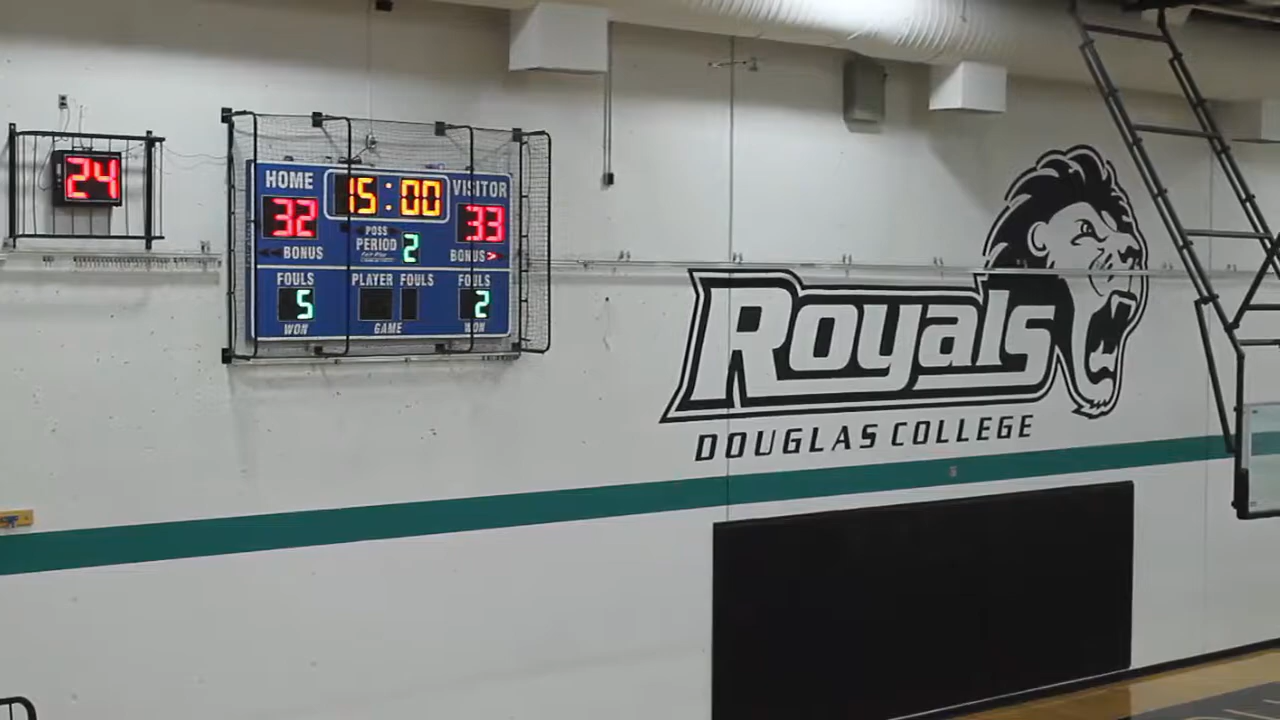 24
HOME 15:00 VISITOR
32 33
POSS
PERIOD 2
BONUS BONUS >
FOULS PLAYER FOULS FOULS
5 2
WON GAME WON
Royals
DOUGLAS COLLEGE